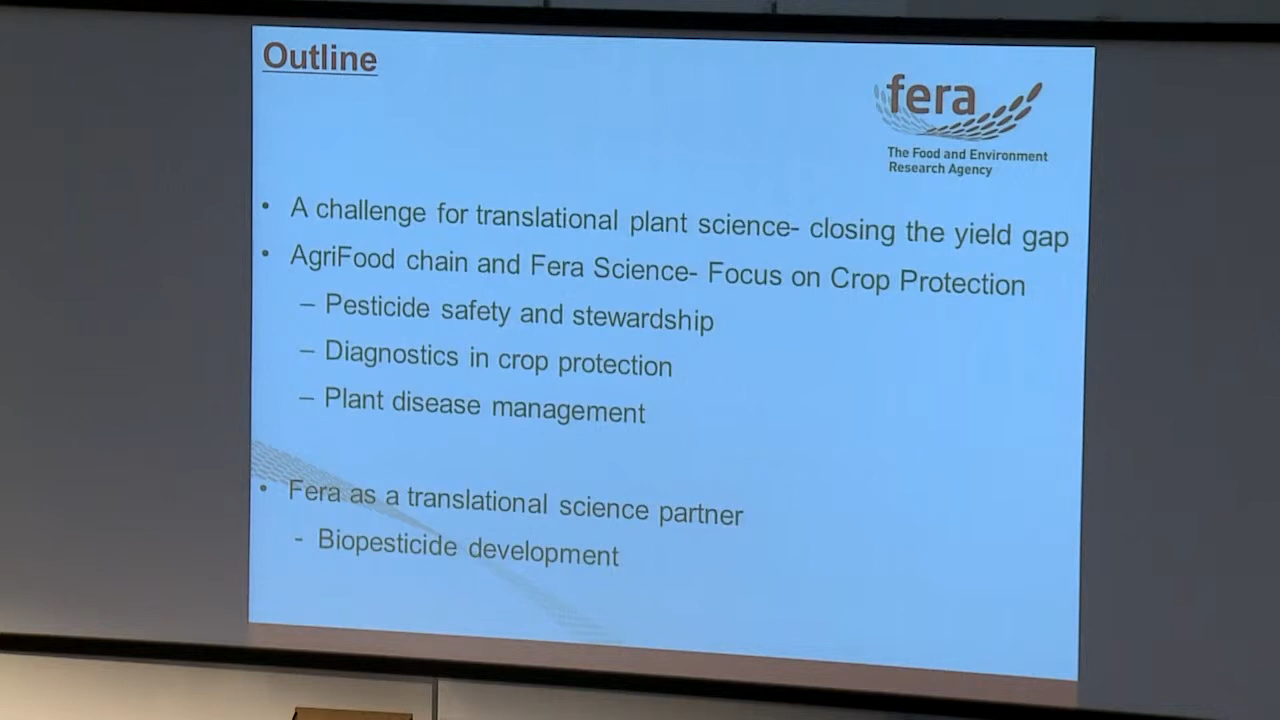 Outline
fera
The Food and Environment
Research Agency
• A challenge for translational plant science- closing the yield gap
• AgriFood chain and Fera Science- Focus on Crop Protection
– Pesticide safety and stewardship
– Diagnostics in crop protection
– Plant disease management
• Fera as a translational science partner
- Biopesticide development